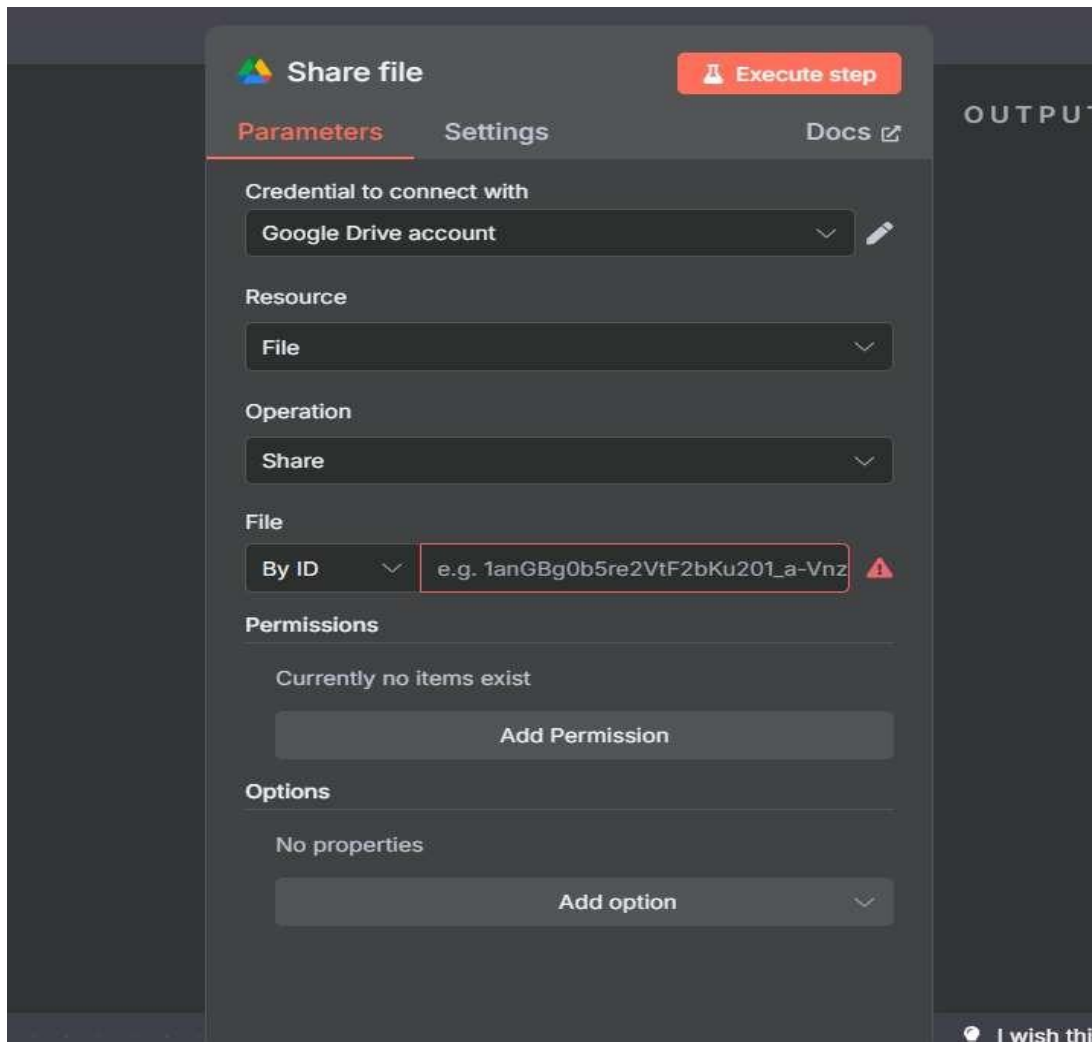 Share file
Execute step
Parameters Settings Docs
OUTPUT
Credential to connect with
Google Drive account
Resource
File
Operation
Share
File
By ID e.g. 1anGBg0b5re2VtF2bKu201_a-Vnz
Permissions
Currently no items exist
Add Permission
Options
No properties
Add option
I wish thi